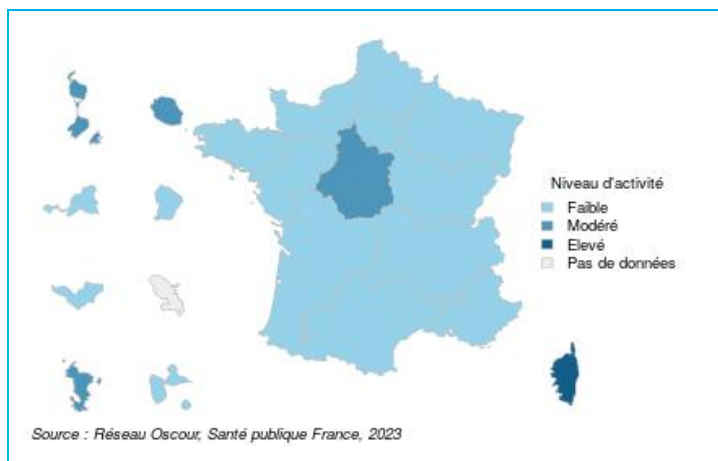 Niveau d'activité
Faible
Modéré
Elevé
Pas de données
Source : Réseau Oscour, Santé publique France, 2023